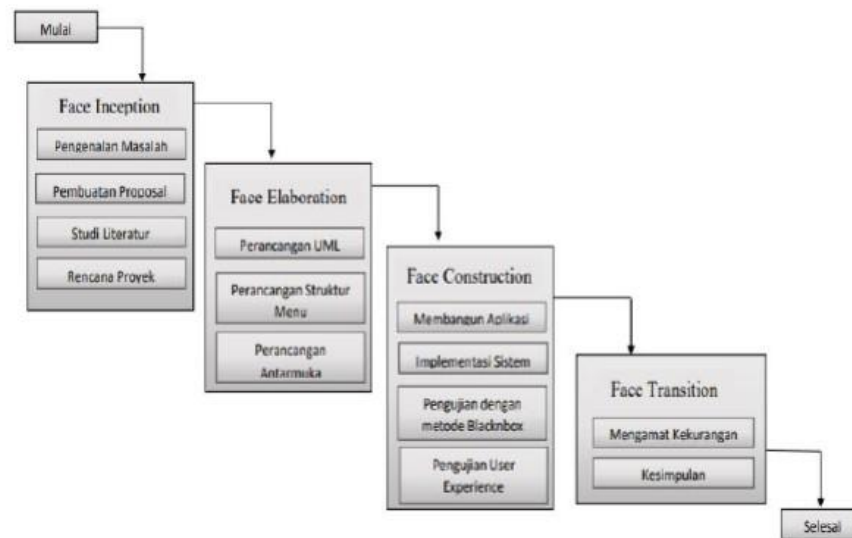 Mulai
Face Inception
Pengenalan Masalah
Pembuatan Proposal
Studi Literatur
Rencana Proyek
Face Elaboration
Perancangan UML
Perancangan Struktur
Menu
Perancangan
Antarmuka
Face Construction
Membangun Aplikasi
Implementasi Sistem
Pengujian dengan
metode Blacknbox
Pengujian User
Experience
Face Transition
Mengamat Kekurangan
Kesimpulan
Selesai